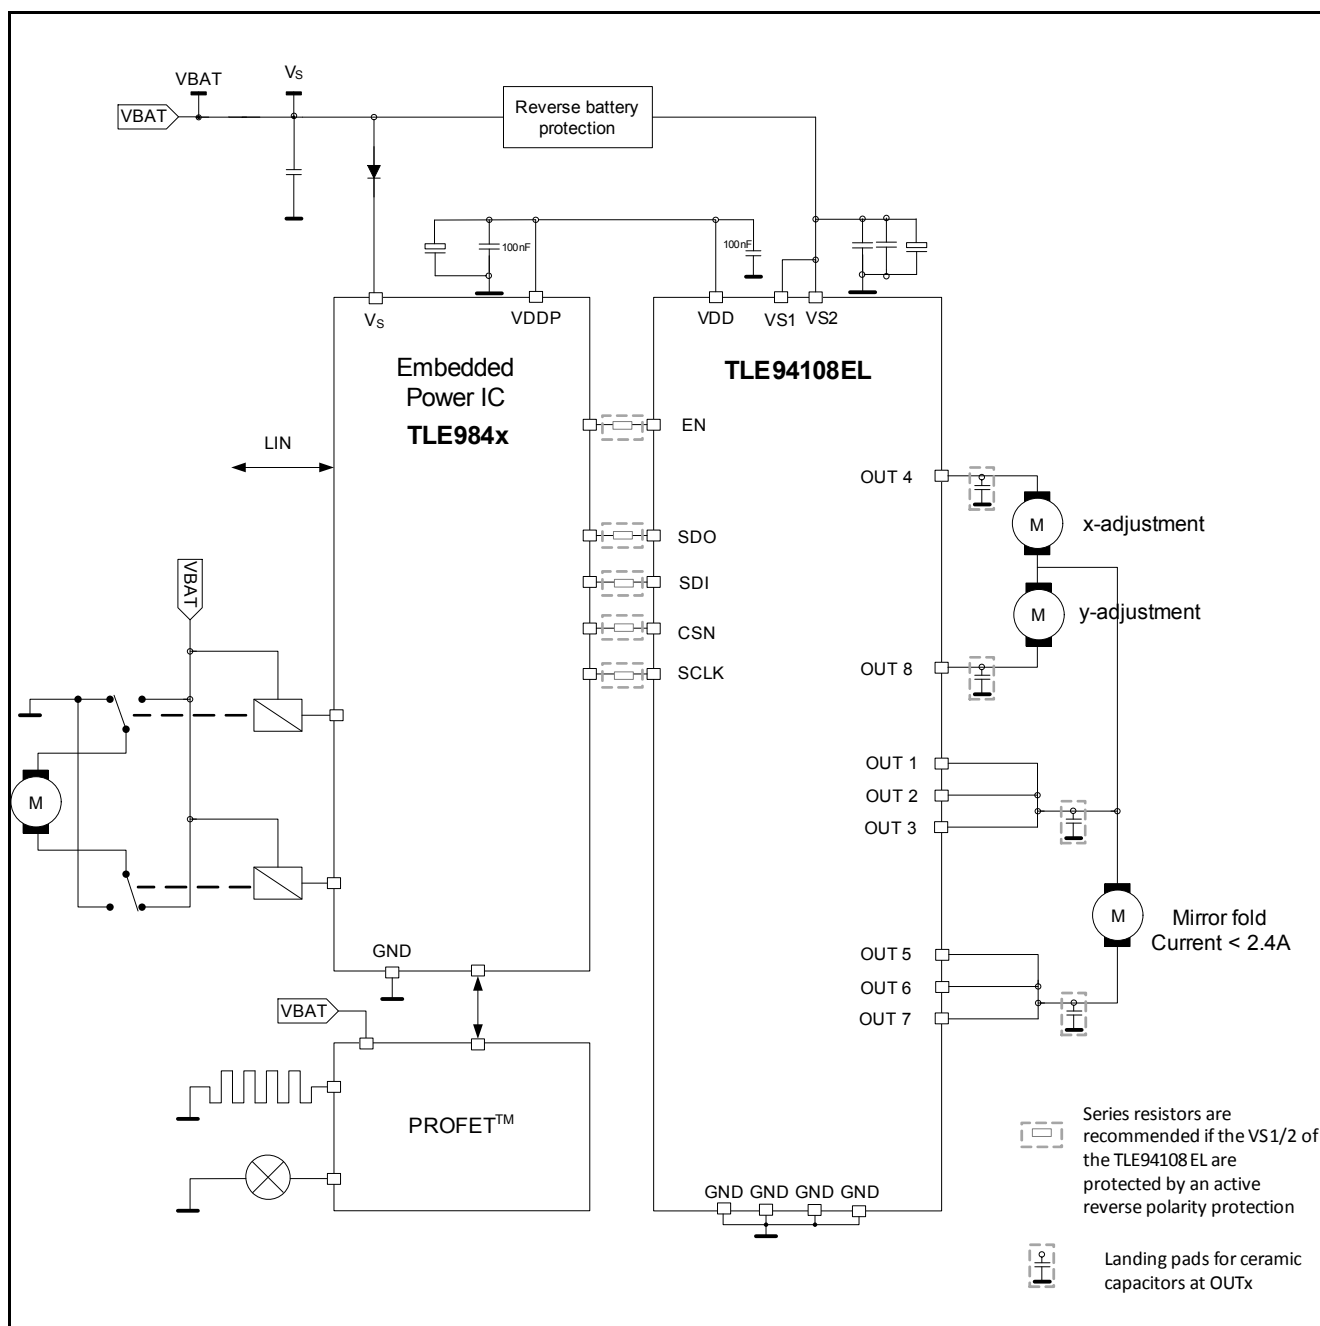 VBAT
VS
VBAT
Reverse battery
protection
100nF
100nF
VS
VDDP
VDD
VS1
VS2
Embedded
Power IC
TLE984x
TLE94108EL
EN
LIN
OUT 4
M
x-adjustment
SDO
SDI
CSN
SCLK
VBAT
M
y-adjustment
OUT 8
OUT 1
OUT 2
OUT 3
M
M
Mirror fold
Current < 2.4A
OUT 5
OUT 6
OUT 7
GND
VBAT
PROFET™
GND GND GND GND
Series resistors are
recommended if the VS1/2 of
the TLE94108EL are
protected by an active
reverse polarity protection
Landing pads for ceramic
capacitors at OUTx